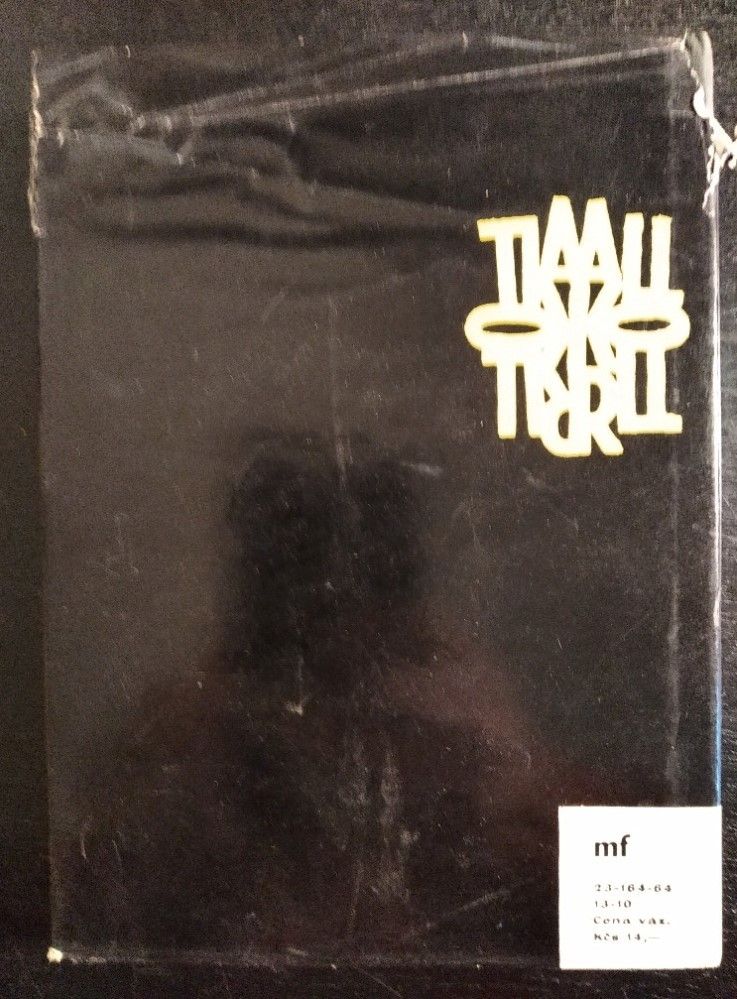 mf
23-164-64
13-10
Cena váz.
Kčs 14,—